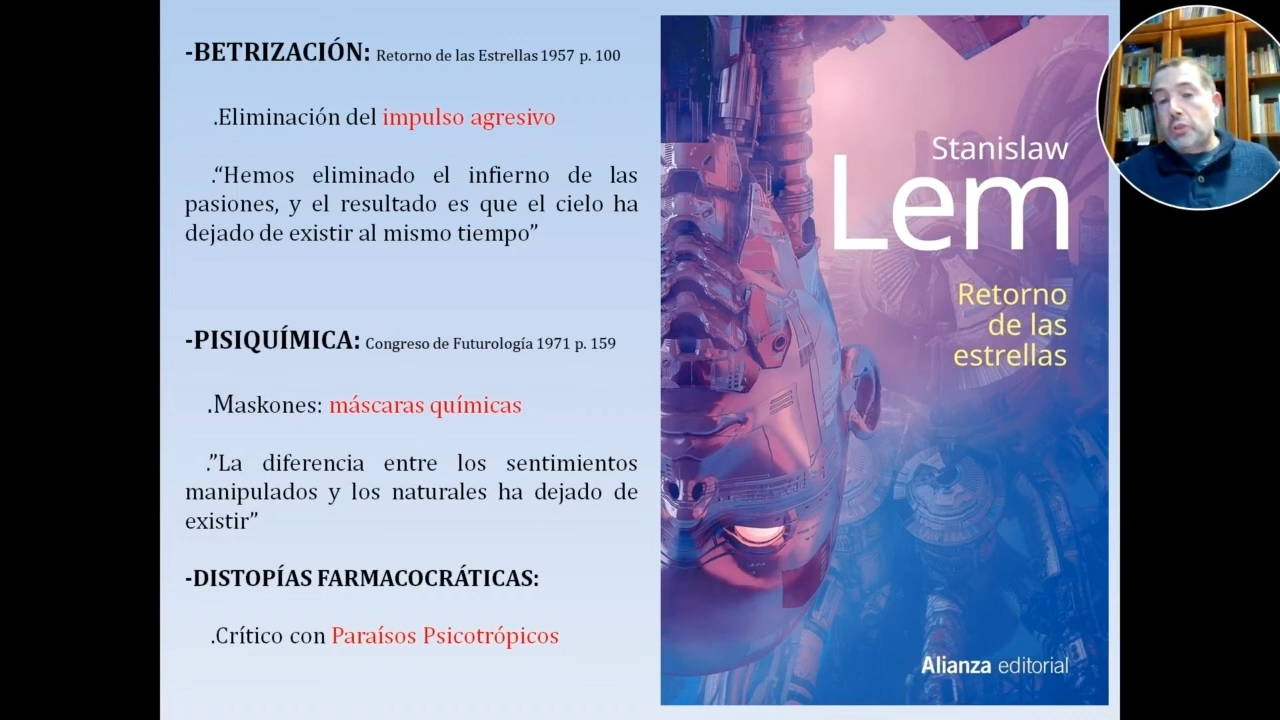 -BETRIZACIÓN: Retorno de las Estrellas 1957 p. 100
.Eliminación del impulso agresivo
.“Hemos eliminado el infierno de las
pasiones, y el resultado es que el cielo ha
dejado de existir al mismo tiempo”
-PISIQUÍMICA: Congreso de Futurología 1971 p. 159
.Maskones: máscaras químicas
.”La diferencia entre los sentimientos
manipulados y los naturales ha dejado de
existir”
-DISTOPÍAS FARMACOCRÁTICAS:
.Crítico con Paraísos Psicotrópicos
Stanislaw
Lem
Retorno
de las
estrellas
Alianza editorial